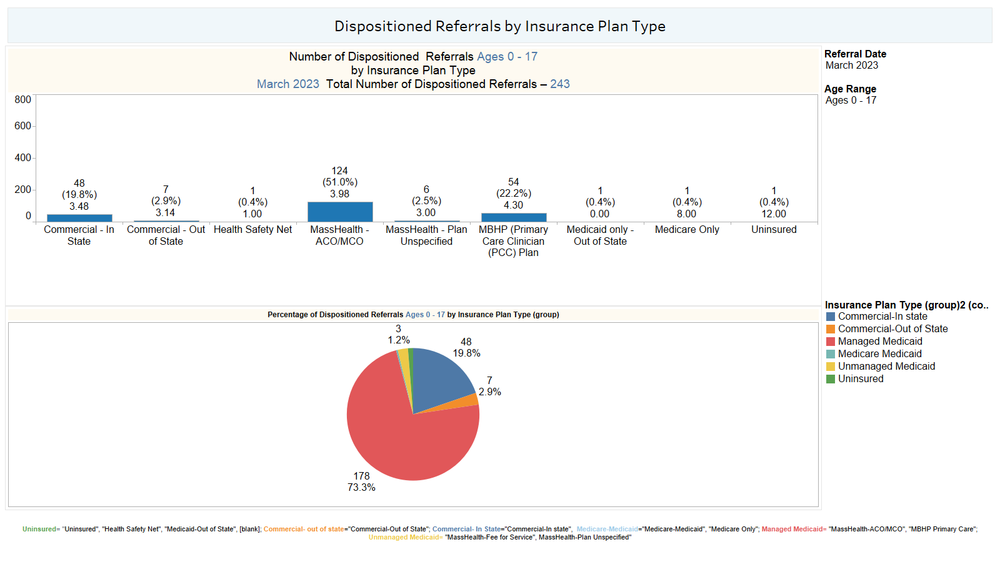 Dispositioned Referrals by Insurance Plan Type
Number of Dispositioned Referrals Ages 0 - 17
by Insurance Plan Type
March 2023 Total Number of Dispositioned Referrals – 243
Referral Date
March 2023
Age Range
Ages 0 - 17
800
600
400
200
0
48
(19.8%)
3.48
7
(2.9%)
3.14
1
(0.4%)
1.00
124
(51.0%)
3.98
6
(2.5%)
3.00
54
(22.2%)
4.30
1
(0.4%)
0.00
1
(0.4%)
8.00
1
(0.4%)
12.00
Commercial - In
State
Commercial - Out
of State
Health Safety Net
MassHealth -
ACO/MCO
MassHealth - Plan
Unspecified
MBHP (Primary
Care Clinician
(PCC) Plan
Medicaid only -
Out of State
Medicare Only
Uninsured
Percentage of Dispositioned Referrals Ages 0 - 17 by Insurance Plan Type (group)
3
1.2%
48
19.8%
7
2.9%
178
73.3%
Insurance Plan Type (group)2 (co..
Commercial-In state
Commercial-Out of State
Managed Medicaid
Medicare Medicaid
Unmanaged Medicaid
Uninsured
Uninsured= "Uninsured", "Health Safety Net", "Medicaid-Out of State", [blank]; Commercial- out of state="Commercial-Out of State"; Commercial- In State="Commercial-In state", Medicare-Medicaid="Medicare-Medicaid", "Medicare Only"; Managed Medicaid= "MassHealth-ACO/MCO", "MBHP Primary Care";
Unmanaged Medicaid= "MassHealth-Fee for Service", MassHealth-Plan Unspecified"